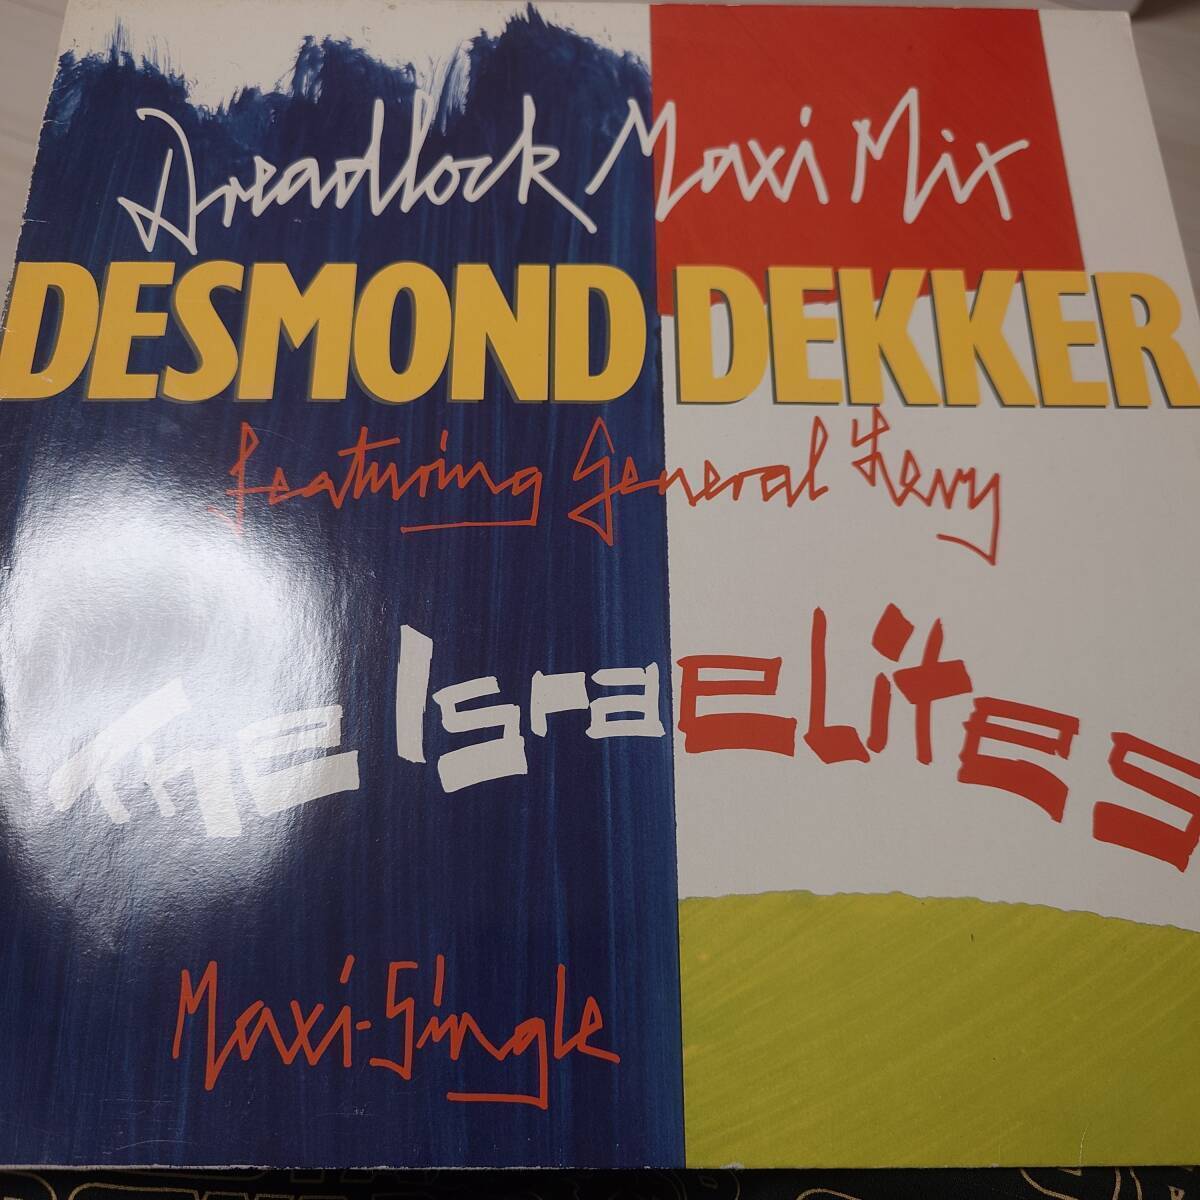 Dreadlock Maxi Mix
DESMOND DEKKER
featuring General Levy
THE ISRAELITES
Maxi-Single